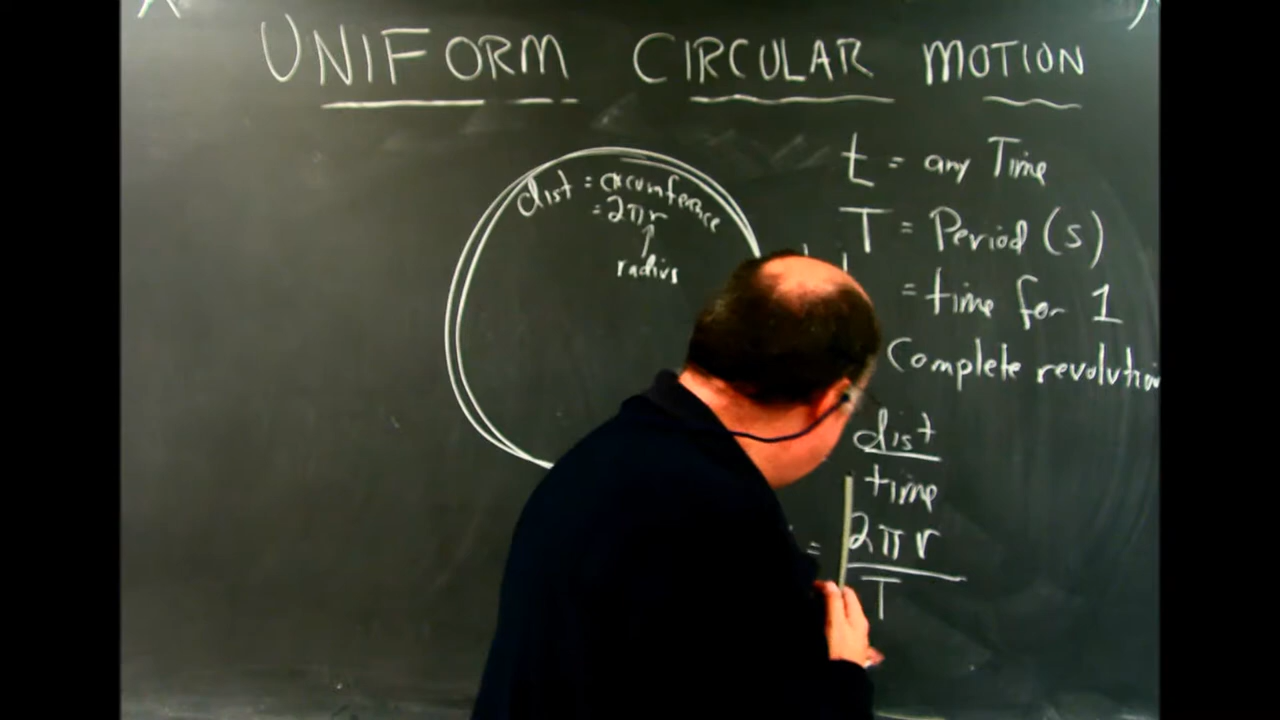 UNIFORM CIRCULAR MOTION
dist = circumference
= 2πr
radius
t = any Time
T = Period (s)
= time for 1
Complete revolution
dist
time
= 2πr
T